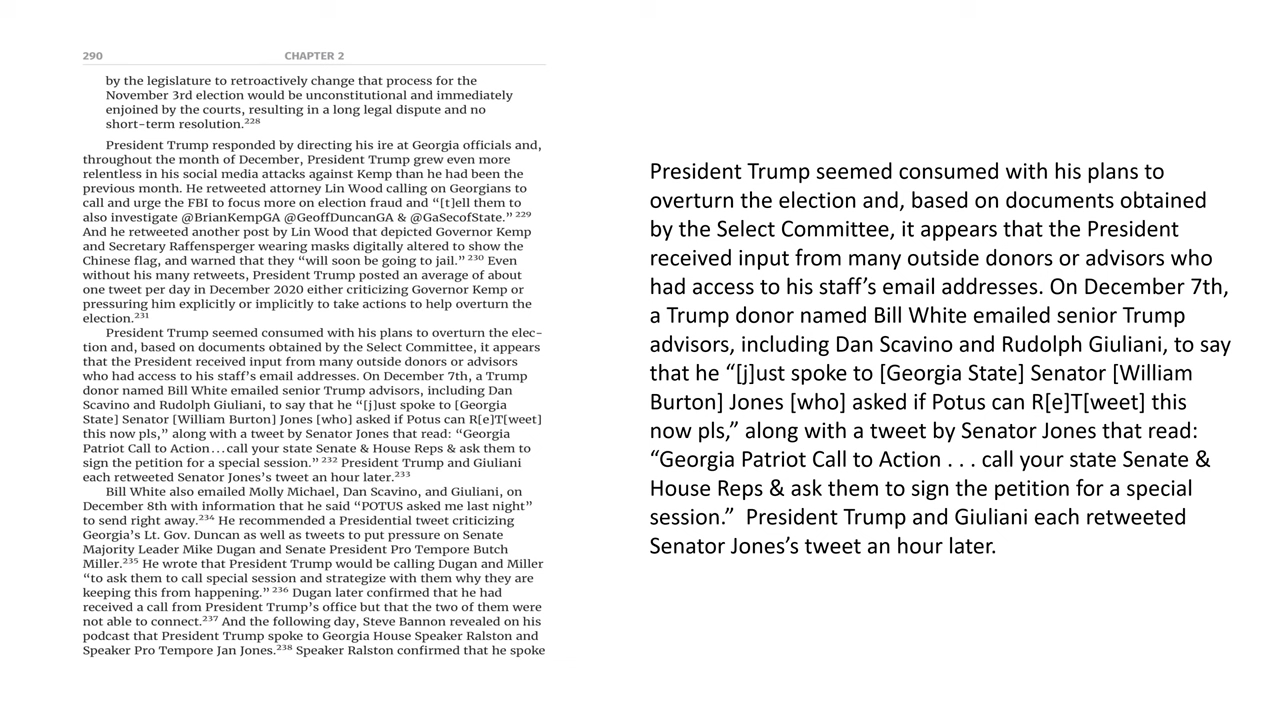 290
CHAPTER 2
by the legislature to retroactively change that process for the
November 3rd election would be unconstitutional and immediately
enjoined by the courts, resulting in a long legal dispute and no
short-term resolution.²²⁸
President Trump responded by directing his ire at Georgia officials and,
throughout the month of December, President Trump grew even more
relentless in his social media attacks against Kemp than he had been the
previous month. He retweeted attorney Lin Wood calling on Georgians to
call and urge the FBI to focus more on election fraud and “[t]ell them to
also investigate @BrianKempGA @GeoffDuncanGA & @GaSecofState.” ²²⁹
And he retweeted another post by Lin Wood that depicted Governor Kemp
and Secretary Raffensperger wearing masks digitally altered to show the
Chinese flag, and warned that they “will soon be going to jail.” ²³⁰ Even
without his many retweets, President Trump posted an average of about
one tweet per day in December 2020 either criticizing Governor Kemp or
pressuring him explicitly or implicitly to take actions to help overturn the
election.²³¹
President Trump seemed consumed with his plans to overturn the elec-
tion and, based on documents obtained by the Select Committee, it appears
that the President received input from many outside donors or advisors
who had access to his staff’s email addresses. On December 7th, a Trump
donor named Bill White emailed senior Trump advisors, including Dan
Scavino and Rudolph Giuliani, to say that he “[j]ust spoke to [Georgia
State] Senator [William Burton] Jones [who] asked if Potus can R[e]T[weet]
this now pls,” along with a tweet by Senator Jones that read: “Georgia
Patriot Call to Action...call your state Senate & House Reps & ask them to
sign the petition for a special session.” ²³² President Trump and Giuliani
each retweeted Senator Jones’s tweet an hour later.²³³
Bill White also emailed Molly Michael, Dan Scavino, and Giuliani, on
December 8th with information that he said “POTUS asked me last night”
to send right away.²³⁴ He recommended a Presidential tweet criticizing
Georgia’s Lt. Gov. Duncan as well as tweets to put pressure on Senate
Majority Leader Mike Dugan and Senate President Pro Tempore Butch
Miller.²³⁵ He wrote that President Trump would be calling Dugan and Miller
“to ask them to call special session and strategize with them why they are
keeping this from happening.” ²³⁶ Dugan later confirmed that he had
received a call from President Trump’s office but that the two of them were
not able to connect.²³⁷ And the following day, Steve Bannon revealed on his
podcast that President Trump spoke to Georgia House Speaker Ralston and
Speaker Pro Tempore Jan Jones.²³⁸ Speaker Ralston confirmed that he spoke
President Trump seemed consumed with his plans to
overturn the election and, based on documents obtained
by the Select Committee, it appears that the President
received input from many outside donors or advisors who
had access to his staff’s email addresses. On December 7th,
a Trump donor named Bill White emailed senior Trump
advisors, including Dan Scavino and Rudolph Giuliani, to say
that he “[j]ust spoke to [Georgia State] Senator [William
Burton] Jones [who] asked if Potus can R[e]T[weet] this
now pls,” along with a tweet by Senator Jones that read:
“Georgia Patriot Call to Action . . . call your state Senate &
House Reps & ask them to sign the petition for a special
session.”  President Trump and Giuliani each retweeted
Senator Jones’s tweet an hour later.